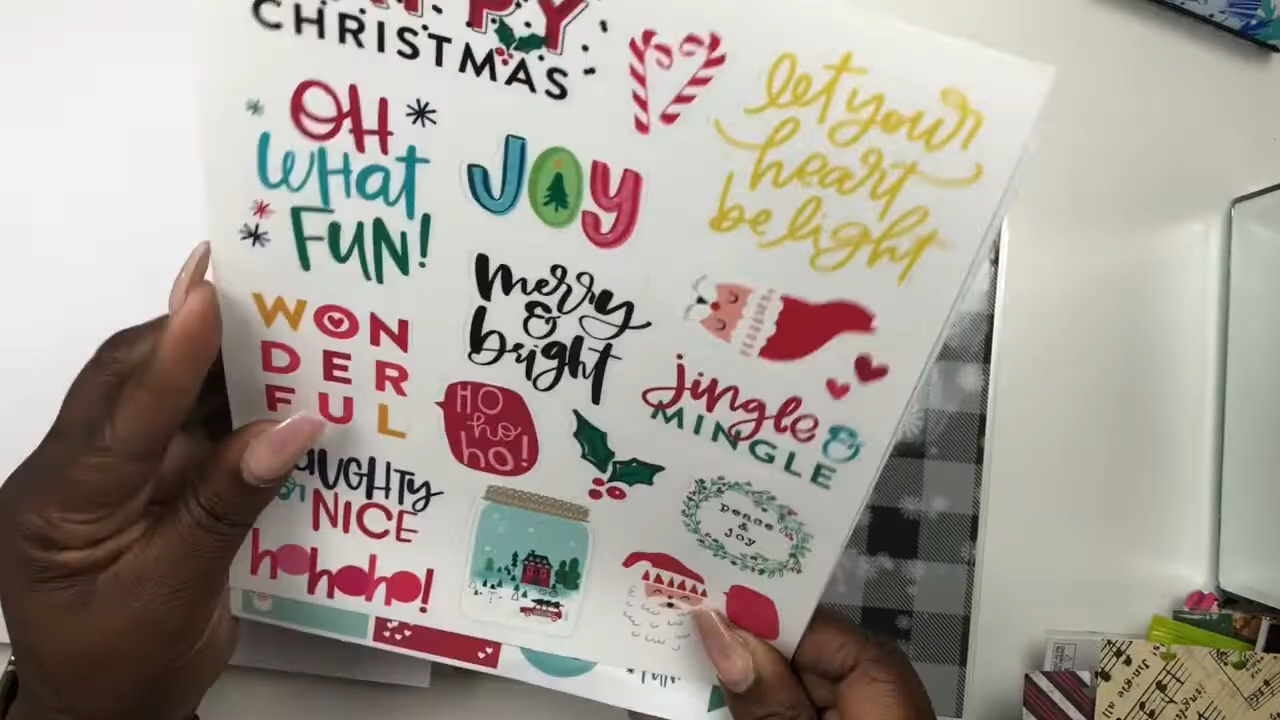 CHRISTMAS
OH
WHAT
FUN!
JOY
let your
heart
be light
merry
&
bright
WON
DER
FUL
HO
ho
ho!
jingle
MINGLE
NICE
peace
&
joy
hohoho!